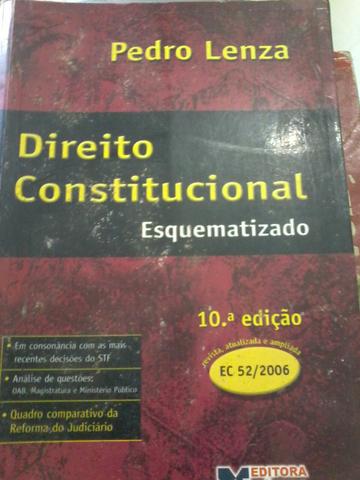 Pedro Lenza
Direito
Constitucional
Esquematizado
10.ª edição
revista, atualizada e ampliada
EC 52/2006
• Em consonância com as mais
recentes decisões do STF
• Análise de questões:
OAB, Magistratura e Ministério Público
• Quadro comparativo da
Reforma do Judiciário
EDITORA